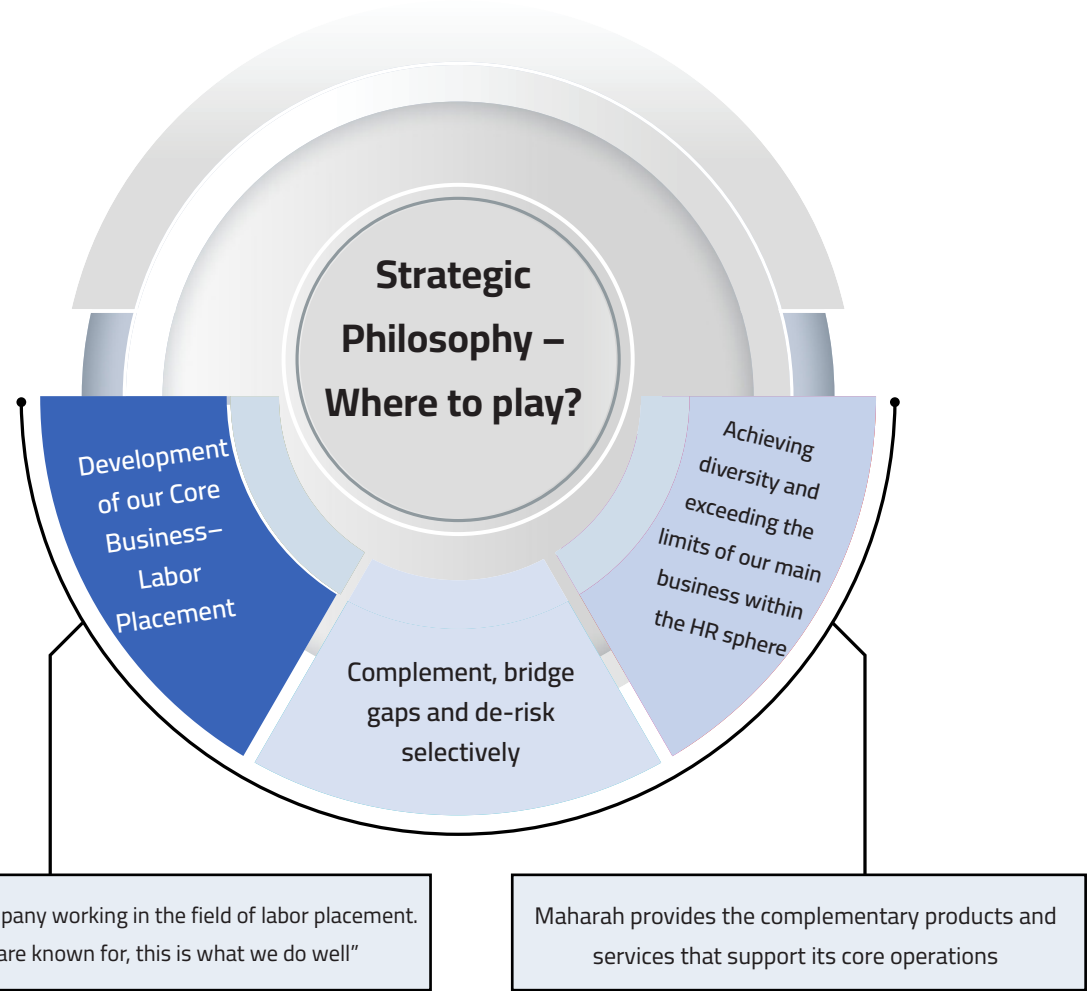 Strategic
Philosophy –
Where to play?
Development
of our Core
Business–
Labor
Placement
Complement, bridge
gaps and de-risk
selectively
Achieving
diversity and
exceeding the
limits of our main
business within
the HR sphere
working in the field of labor placement.
are known for, this is what we do well”
Maharah provides the complementary products and
services that support its core operations